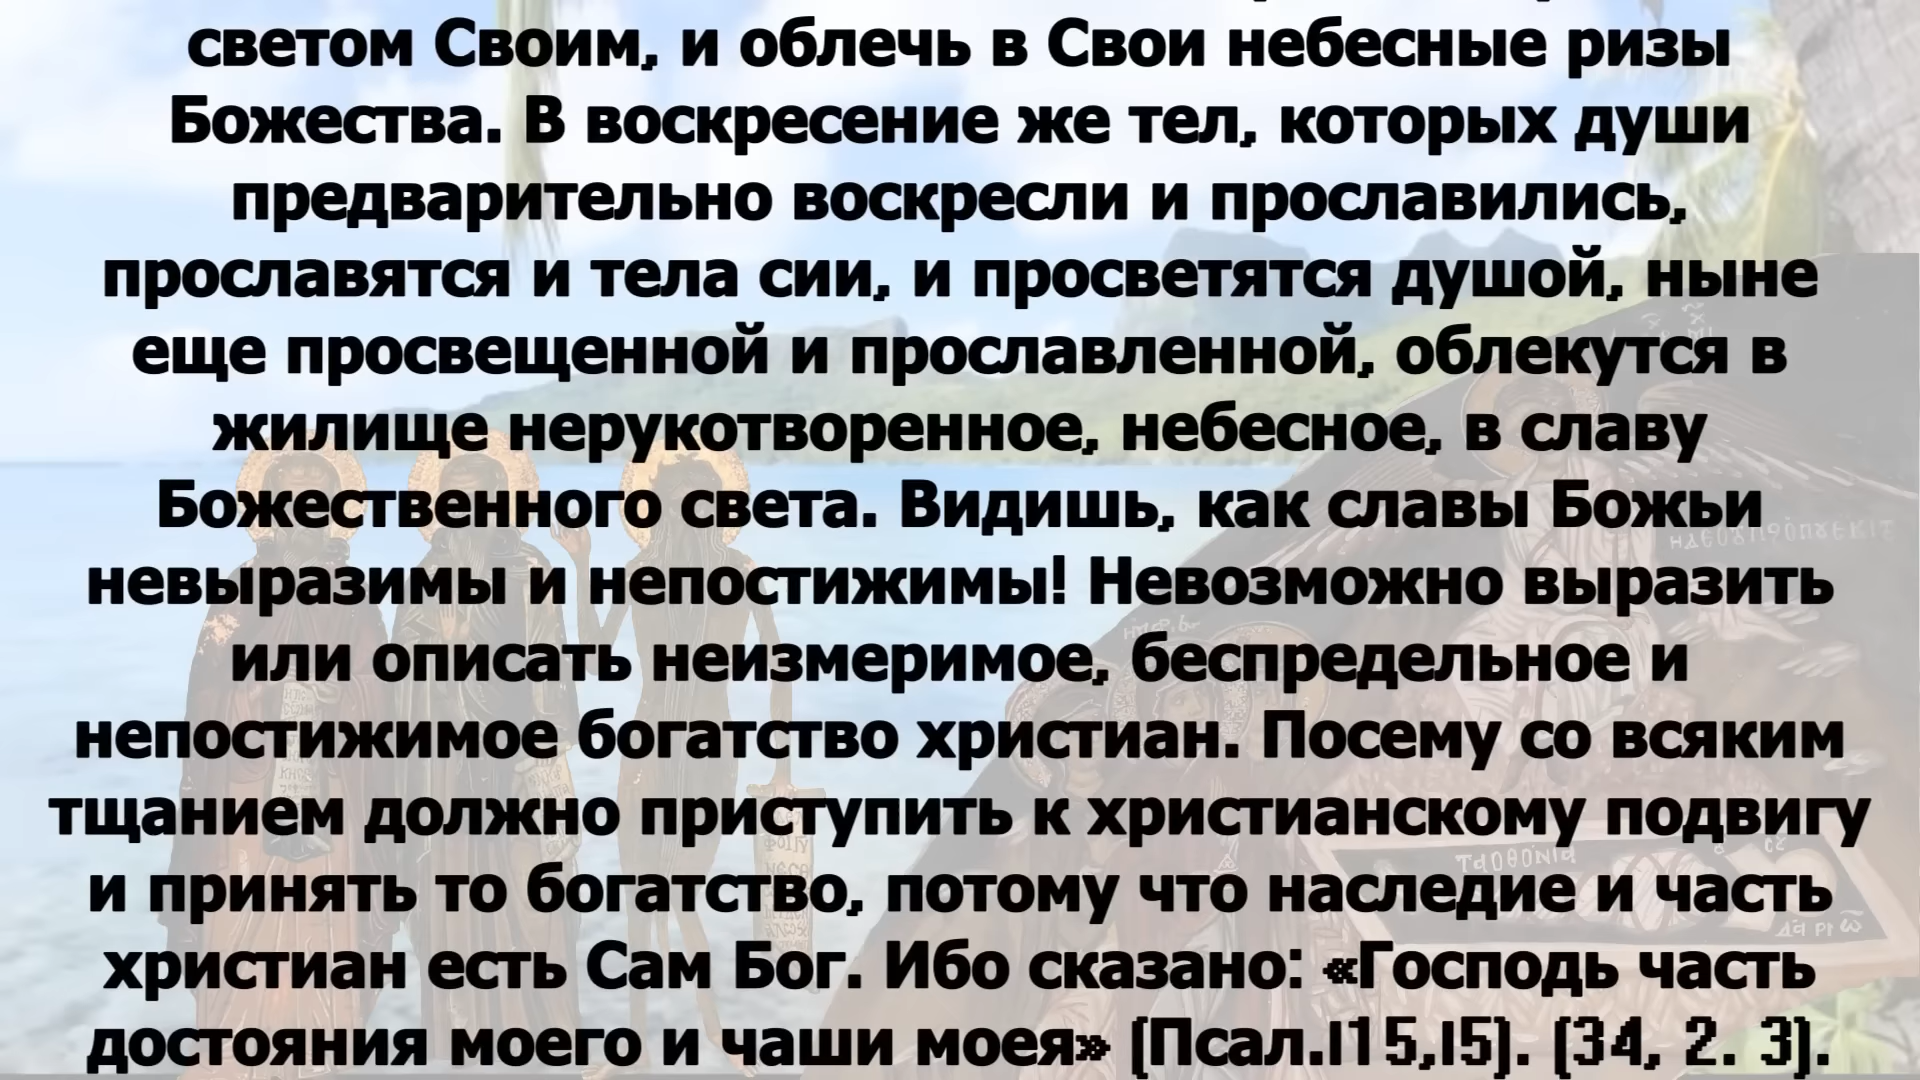 светом Своим, и облечь в Свои небесные ризы
Божества. В воскресение же тел, которых души
предварительно воскресли и прославились,
прославятся и тела сии, и просветятся душой, ныне
еще просвещенной и прославленной, облекутся в
жилище нерукотворенное, небесное, в славу
Божественного света. Видишь, как славы Божьи
невыразимы и непостижимы! Невозможно выразить
или описать неизмеримое, беспредельное и
непостижимое богатство христиан. Посему со всяким
тщанием должно приступить к христианскому подвигу
и принять то богатство, потому что наследие и часть
христиан есть Сам Бог. Ибо сказано: «Господь часть
достояния моего и чаши моея» (Псал.115,15). (34, 2. 3).